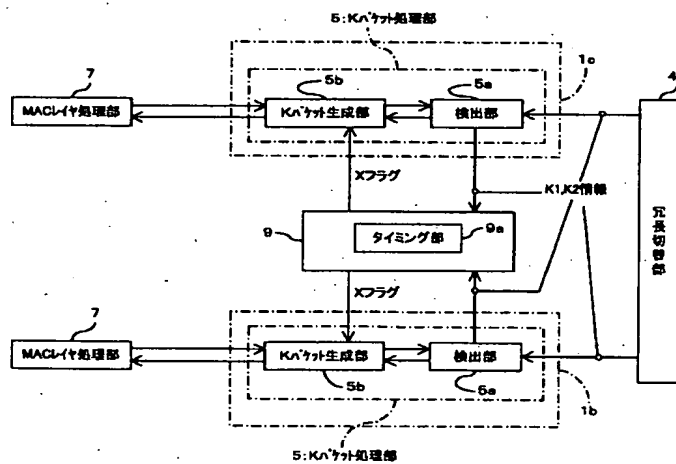 5:Kパケット処理部
1c
4
7
5b
5a
MACレイヤ処理部
Kパケット生成部
検出部
Xフラグ
K1,K2情報
9
タイミング部
9a
冗長切替部
Xフラグ
7
MACレイヤ処理部
Kパケット生成部
検出部
5b
5a
1b
5:Kパケット処理部